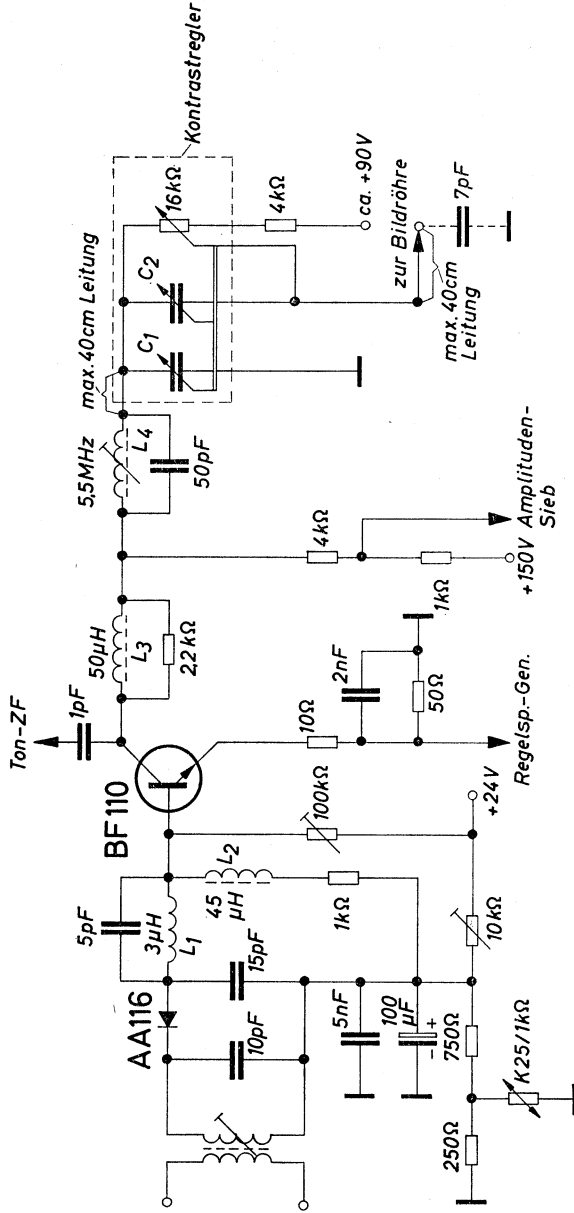 Ton-ZF
1pF
BF110
50µH
L3
2,2kΩ
5,5MHz
L4
50pF
max. 40cm Leitung
C1
C2
16kΩ
Kontrastregler
4kΩ
ca. +90V
zur Bildröhre
max. 40cm
Leitung
7pF
4kΩ
1kΩ
+150V
Amplituden-
Sieb
10Ω
2nF
50Ω
Regelsp.-Gen.
100kΩ
+24V
10kΩ
5pF
3µH
L1
AA116
10pF
15pF
L2
45
µH
1kΩ
5nF
100
µF
- +
750Ω
250Ω
K25/1kΩ